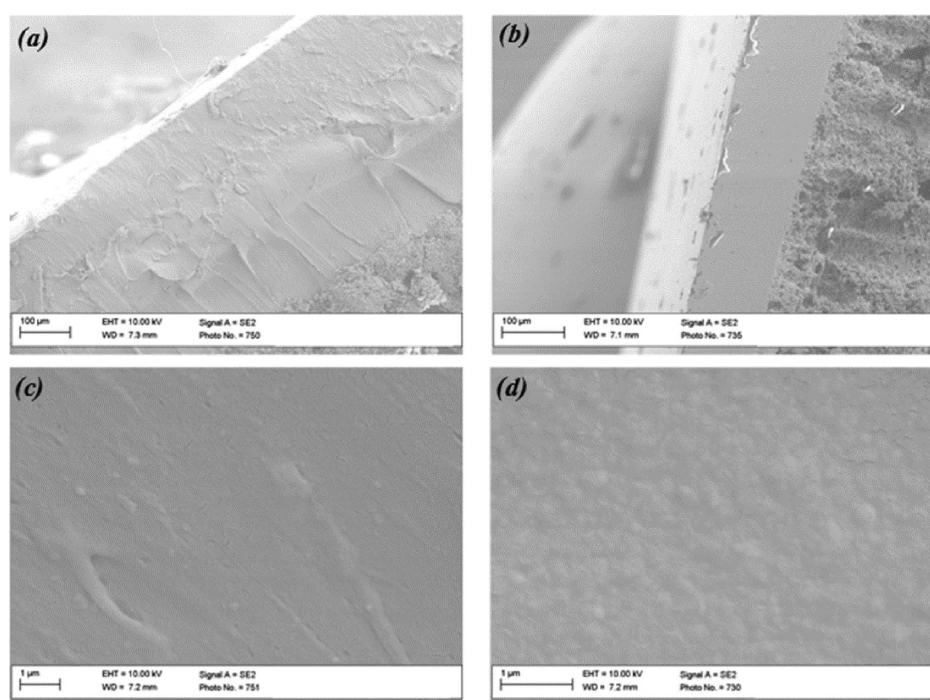 (a)
100 µm EHT = 10.00 kV Signal A = SE2
WD = 7.3 mm Photo No. = 750
(b)
100 µm EHT = 10.00 kV Signal A = SE2
WD = 7.1 mm Photo No. = 735
(c)
1 µm EHT = 10.00 kV Signal A = SE2
WD = 7.2 mm Photo No. = 751
(d)
1 µm EHT = 10.00 kV Signal A = SE2
WD = 7.2 mm Photo No. = 730